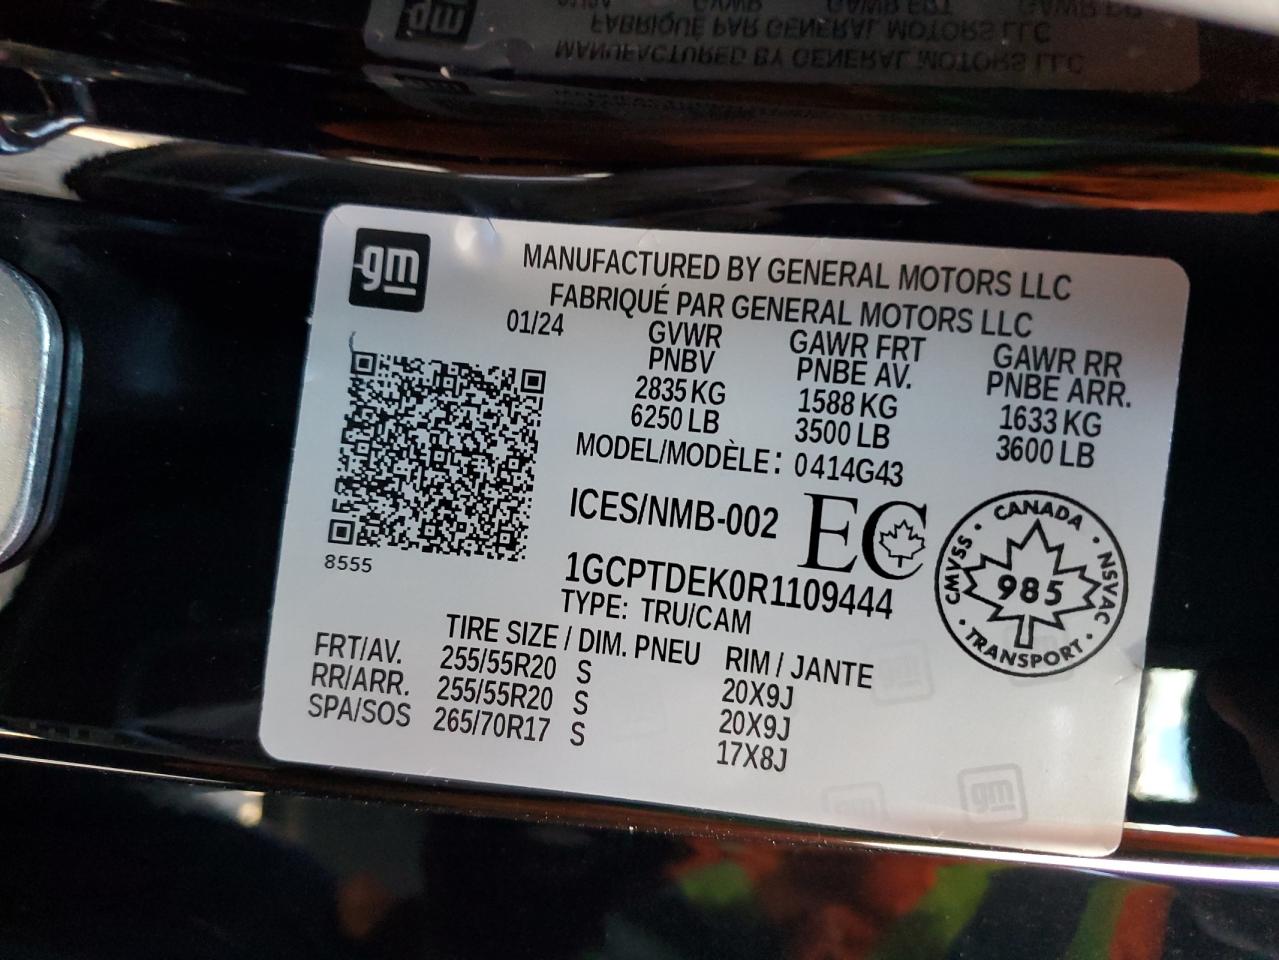 gm
MANUFACTURED BY GENERAL MOTORS LLC
FABRIQUÉ PAR GENERAL MOTORS LLC
01/24
GVWR GAWR FRT GAWR RR
PNBV PNBE AV. PNBE ARR.
2835 KG 1588 KG 1633 KG
6250 LB 3500 LB 3600 LB
MODEL/MODÈLE: 0414G43
ICES/NMB-002 EC
8555
1GCPTDEK0R1109444
TYPE: TRU/CAM
CANADA
CMVSS 985 NSVAC
TRANSPORT
TIRE SIZE / DIM. PNEU RIM / JANTE
FRT/AV. 255/55R20 S 20X9J
RR/ARR. 255/55R20 S 20X9J
SPA/SOS 265/70R17 S 17X8J
gm